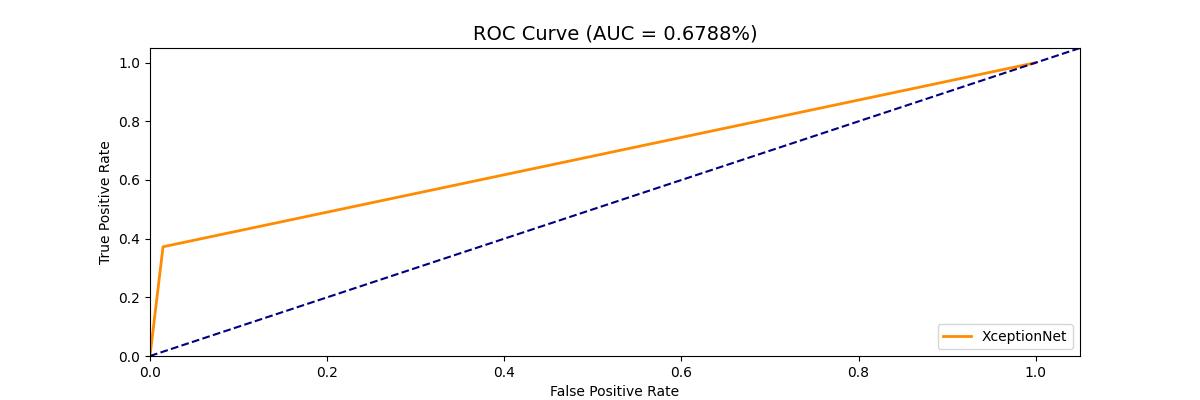 ROC Curve (AUC = 0.6788%)
True Positive Rate
1.0
0.8
0.6
0.4
0.2
0.0
0.0 0.2 0.4 0.6 0.8 1.0
False Positive Rate
XceptionNet